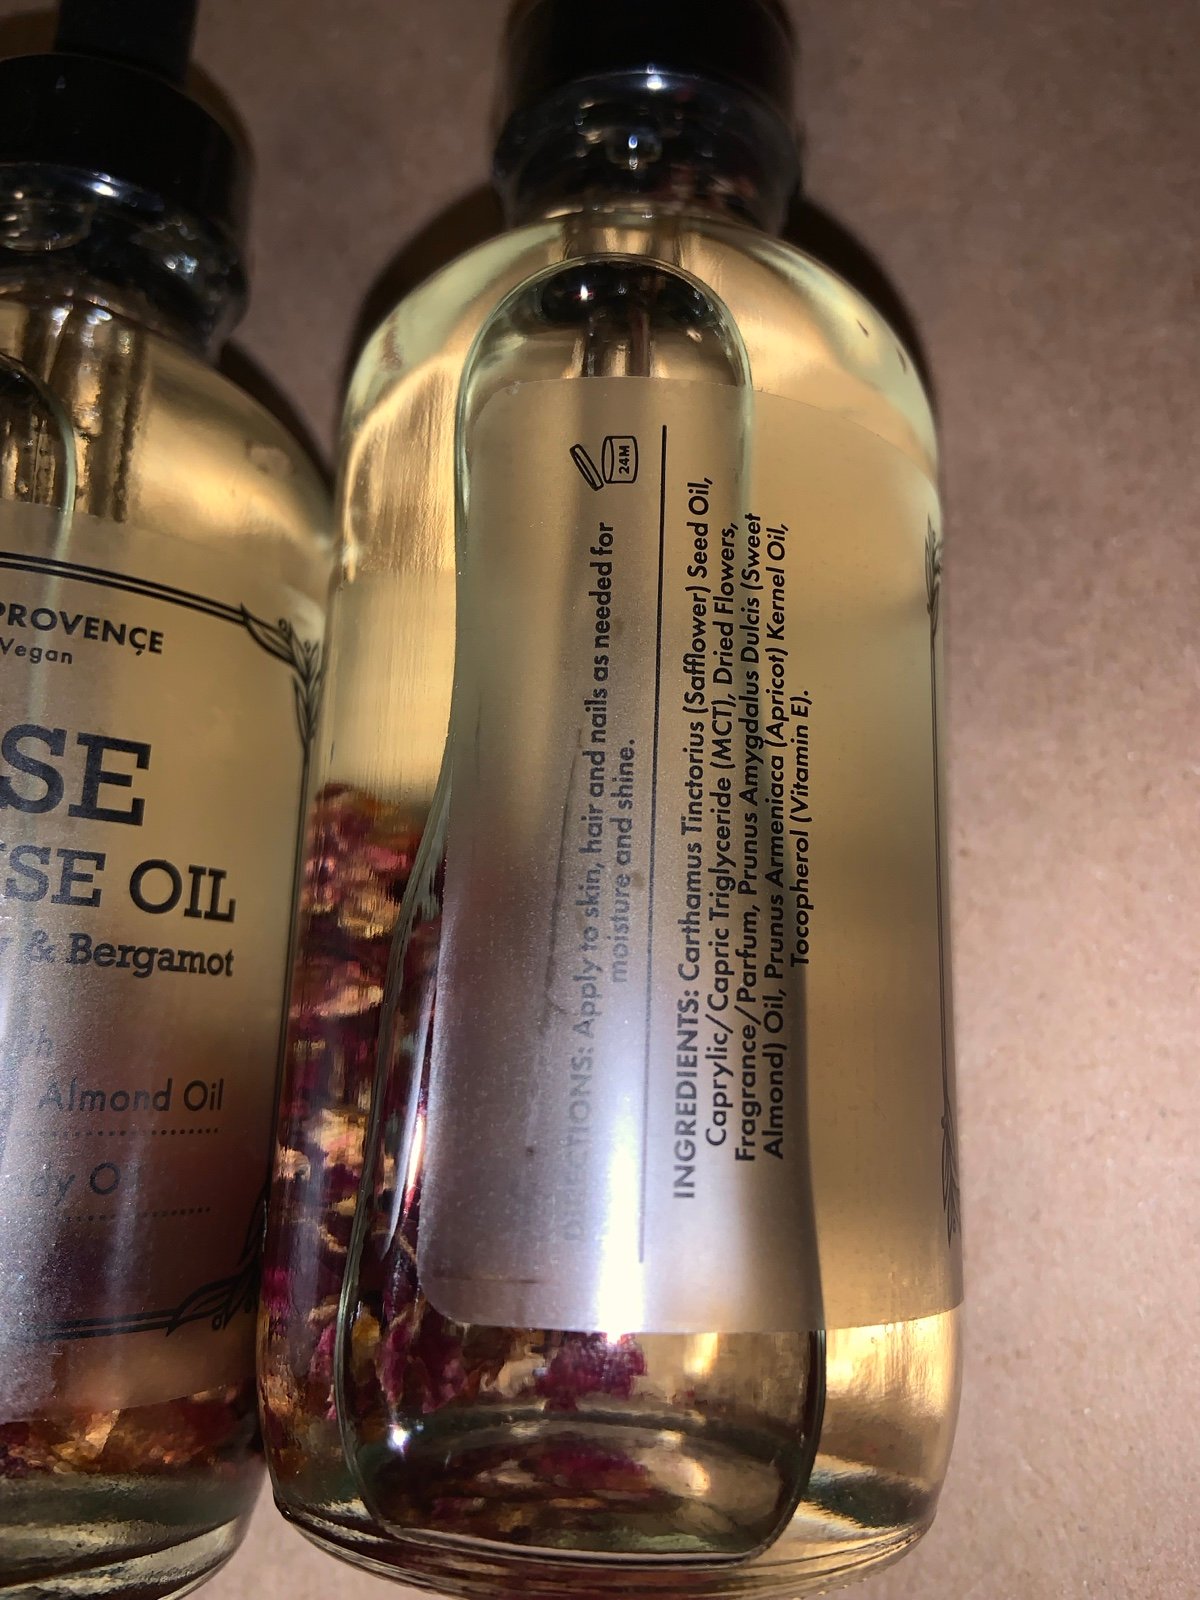 PROVENÇE
Vegan
SE
SE OIL
& Bergamot
Almond Oil
24M
DIRECTIONS: Apply to skin, hair and nails as needed for
moisture and shine.
INGREDIENTS: Carthamus Tinctorius (Safflower) Seed Oil,
Caprylic/Capric Triglyceride (MCT), Dried Flowers,
Fragrance/Parfum, Prunus Amygdalus Dulcis (Sweet
Almond) Oil, Prunus Armeniaca (Apricot) Kernel Oil,
Tocopherol (Vitamin E).